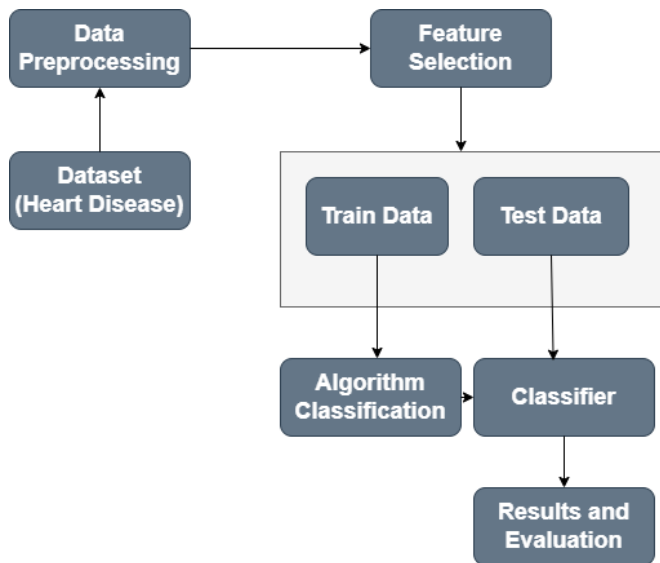 Data
Preprocessing
Feature
Selection
Dataset
(Heart Disease)
Train Data
Test Data
Algorithm
Classification
Classifier
Results and
Evaluation